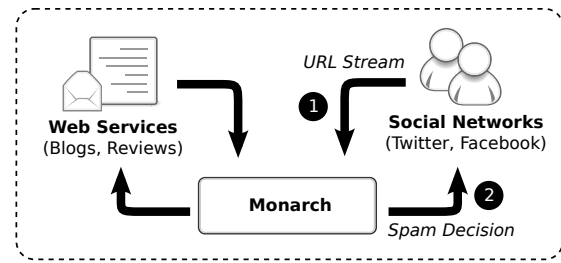 URL Stream
1
Web Services
(Blogs, Reviews)
Social Networks
(Twitter, Facebook)
Monarch
2
Spam Decision